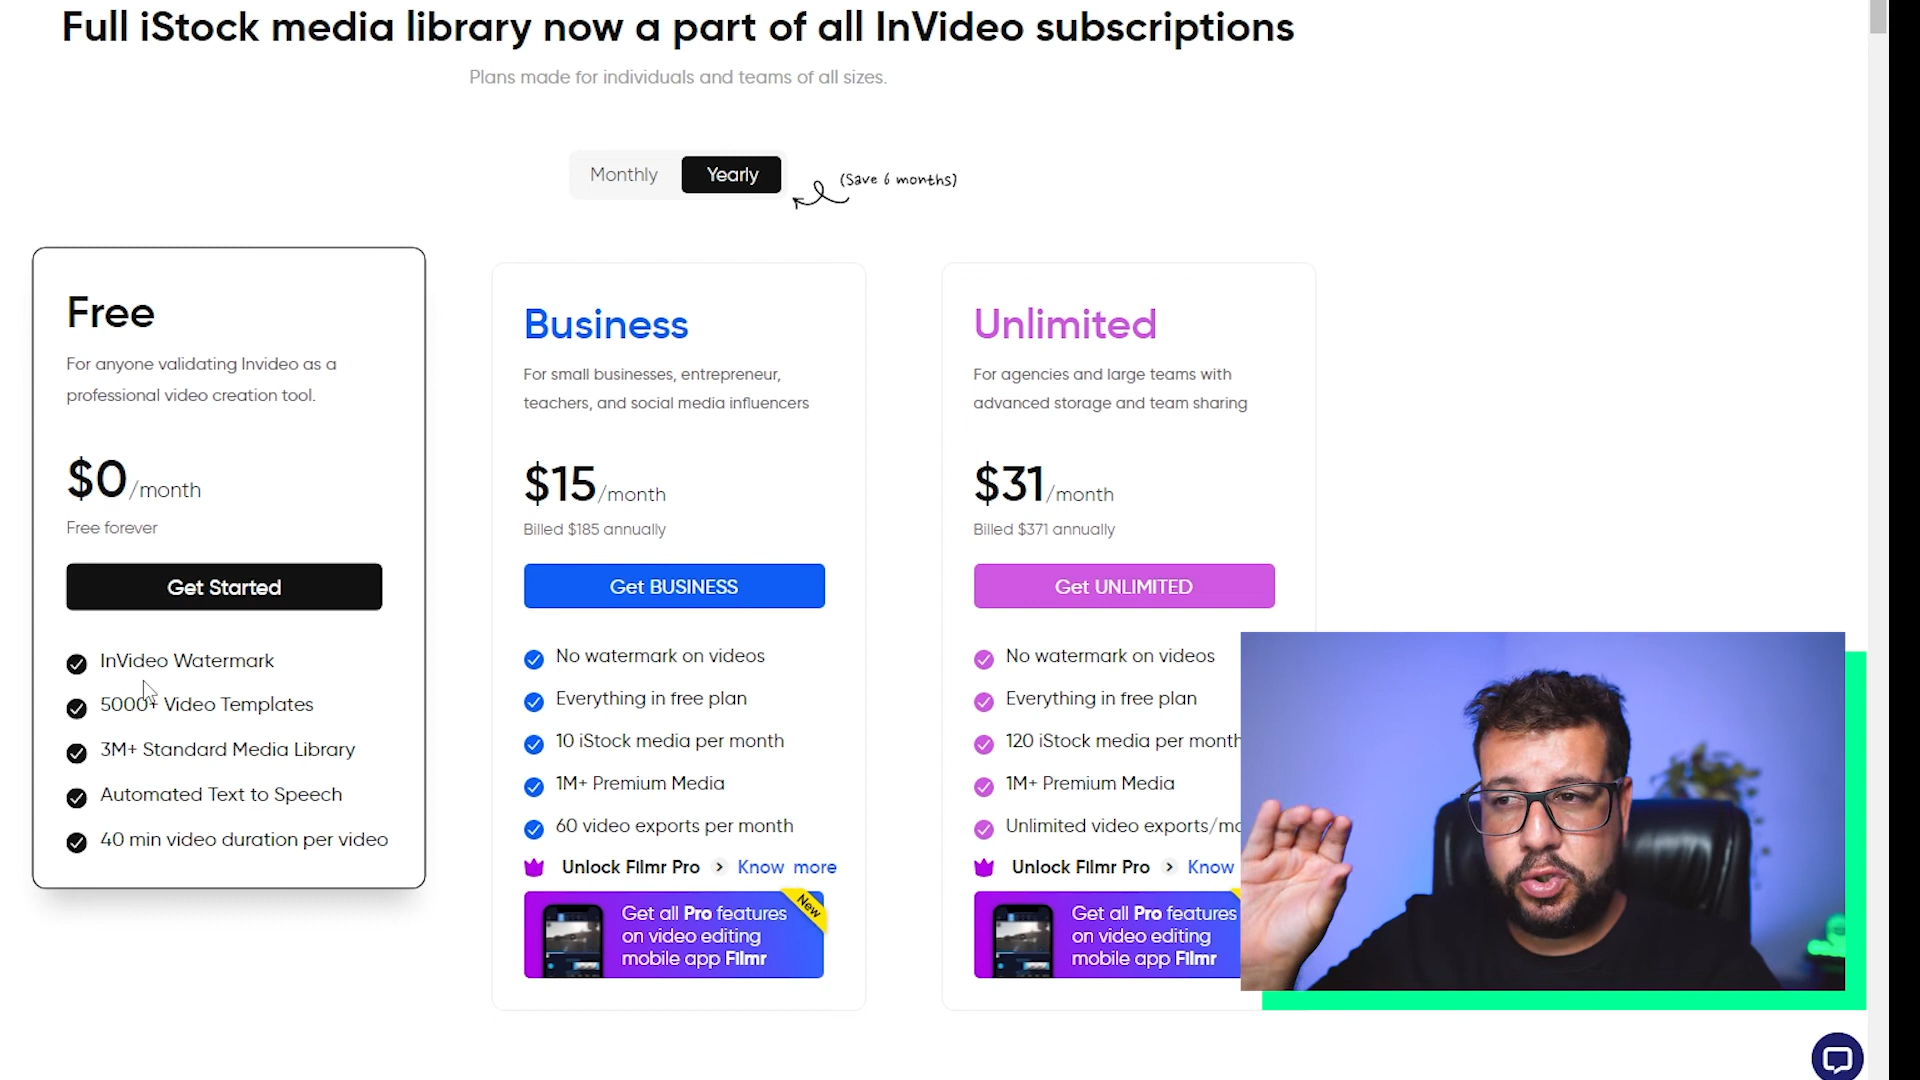 Full iStock media library now a part of all InVideo subscriptions
Plans made for individuals and teams of all sizes.
Monthly
Yearly
(Save 6 months)
Free
For anyone validating Invideo as a
professional video creation tool.
$0/month
Free forever
Get Started
InVideo Watermark
5000+ Video Templates
3M+ Standard Media Library
Automated Text to Speech
40 min video duration per video
Business
For small businesses, entrepreneur,
teachers, and social media influencers
$15/month
Billed $185 annually
Get BUSINESS
No watermark on videos
Everything in free plan
10 iStock media per month
1M+ Premium Media
60 video exports per month
Unlock Filmr Pro > Know more
New
Get all Pro features
on video editing
mobile app Filmr
Unlimited
For agencies and large teams with
advanced storage and team sharing
$31/month
Billed $371 annually
Get UNLIMITED
No watermark on videos
Everything in free plan
120 iStock media per month
1M+ Premium Media
Unlimited video exports/mo
Unlock Filmr Pro > Know
Get all Pro features
on video editing
mobile app Filmr